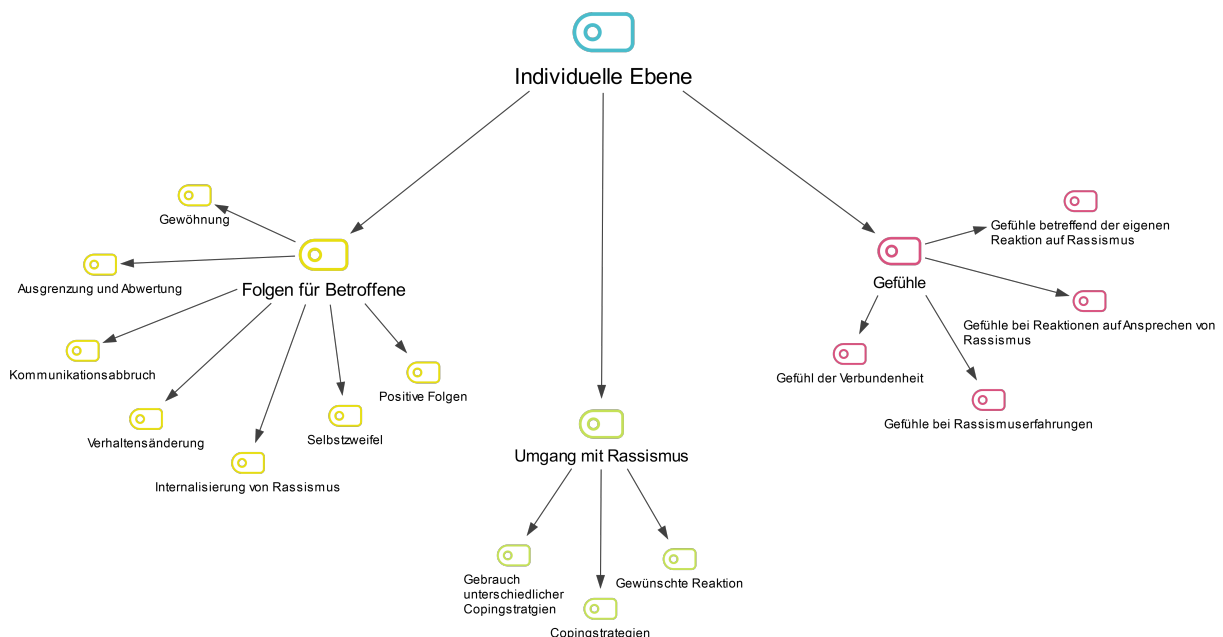 Individuelle Ebene
Gewöhnung
Ausgrenzung und Abwertung
Folgen für Betroffene
Kommunikationsabbruch
Verhaltensänderung
Internalisierung von Rassismus
Selbstzweifel
Positive Folgen
Umgang mit Rassismus
Gebrauch
unterschiedlicher
Copingstratgien
Copingstrategien
Gewünschte Reaktion
Gefühle
Gefühle betreffend der eigenen
Reaktion auf Rassismus
Gefühle bei Reaktionen auf Ansprechen von
Rassismus
Gefühl der Verbundenheit
Gefühle bei Rassismuserfahrungen